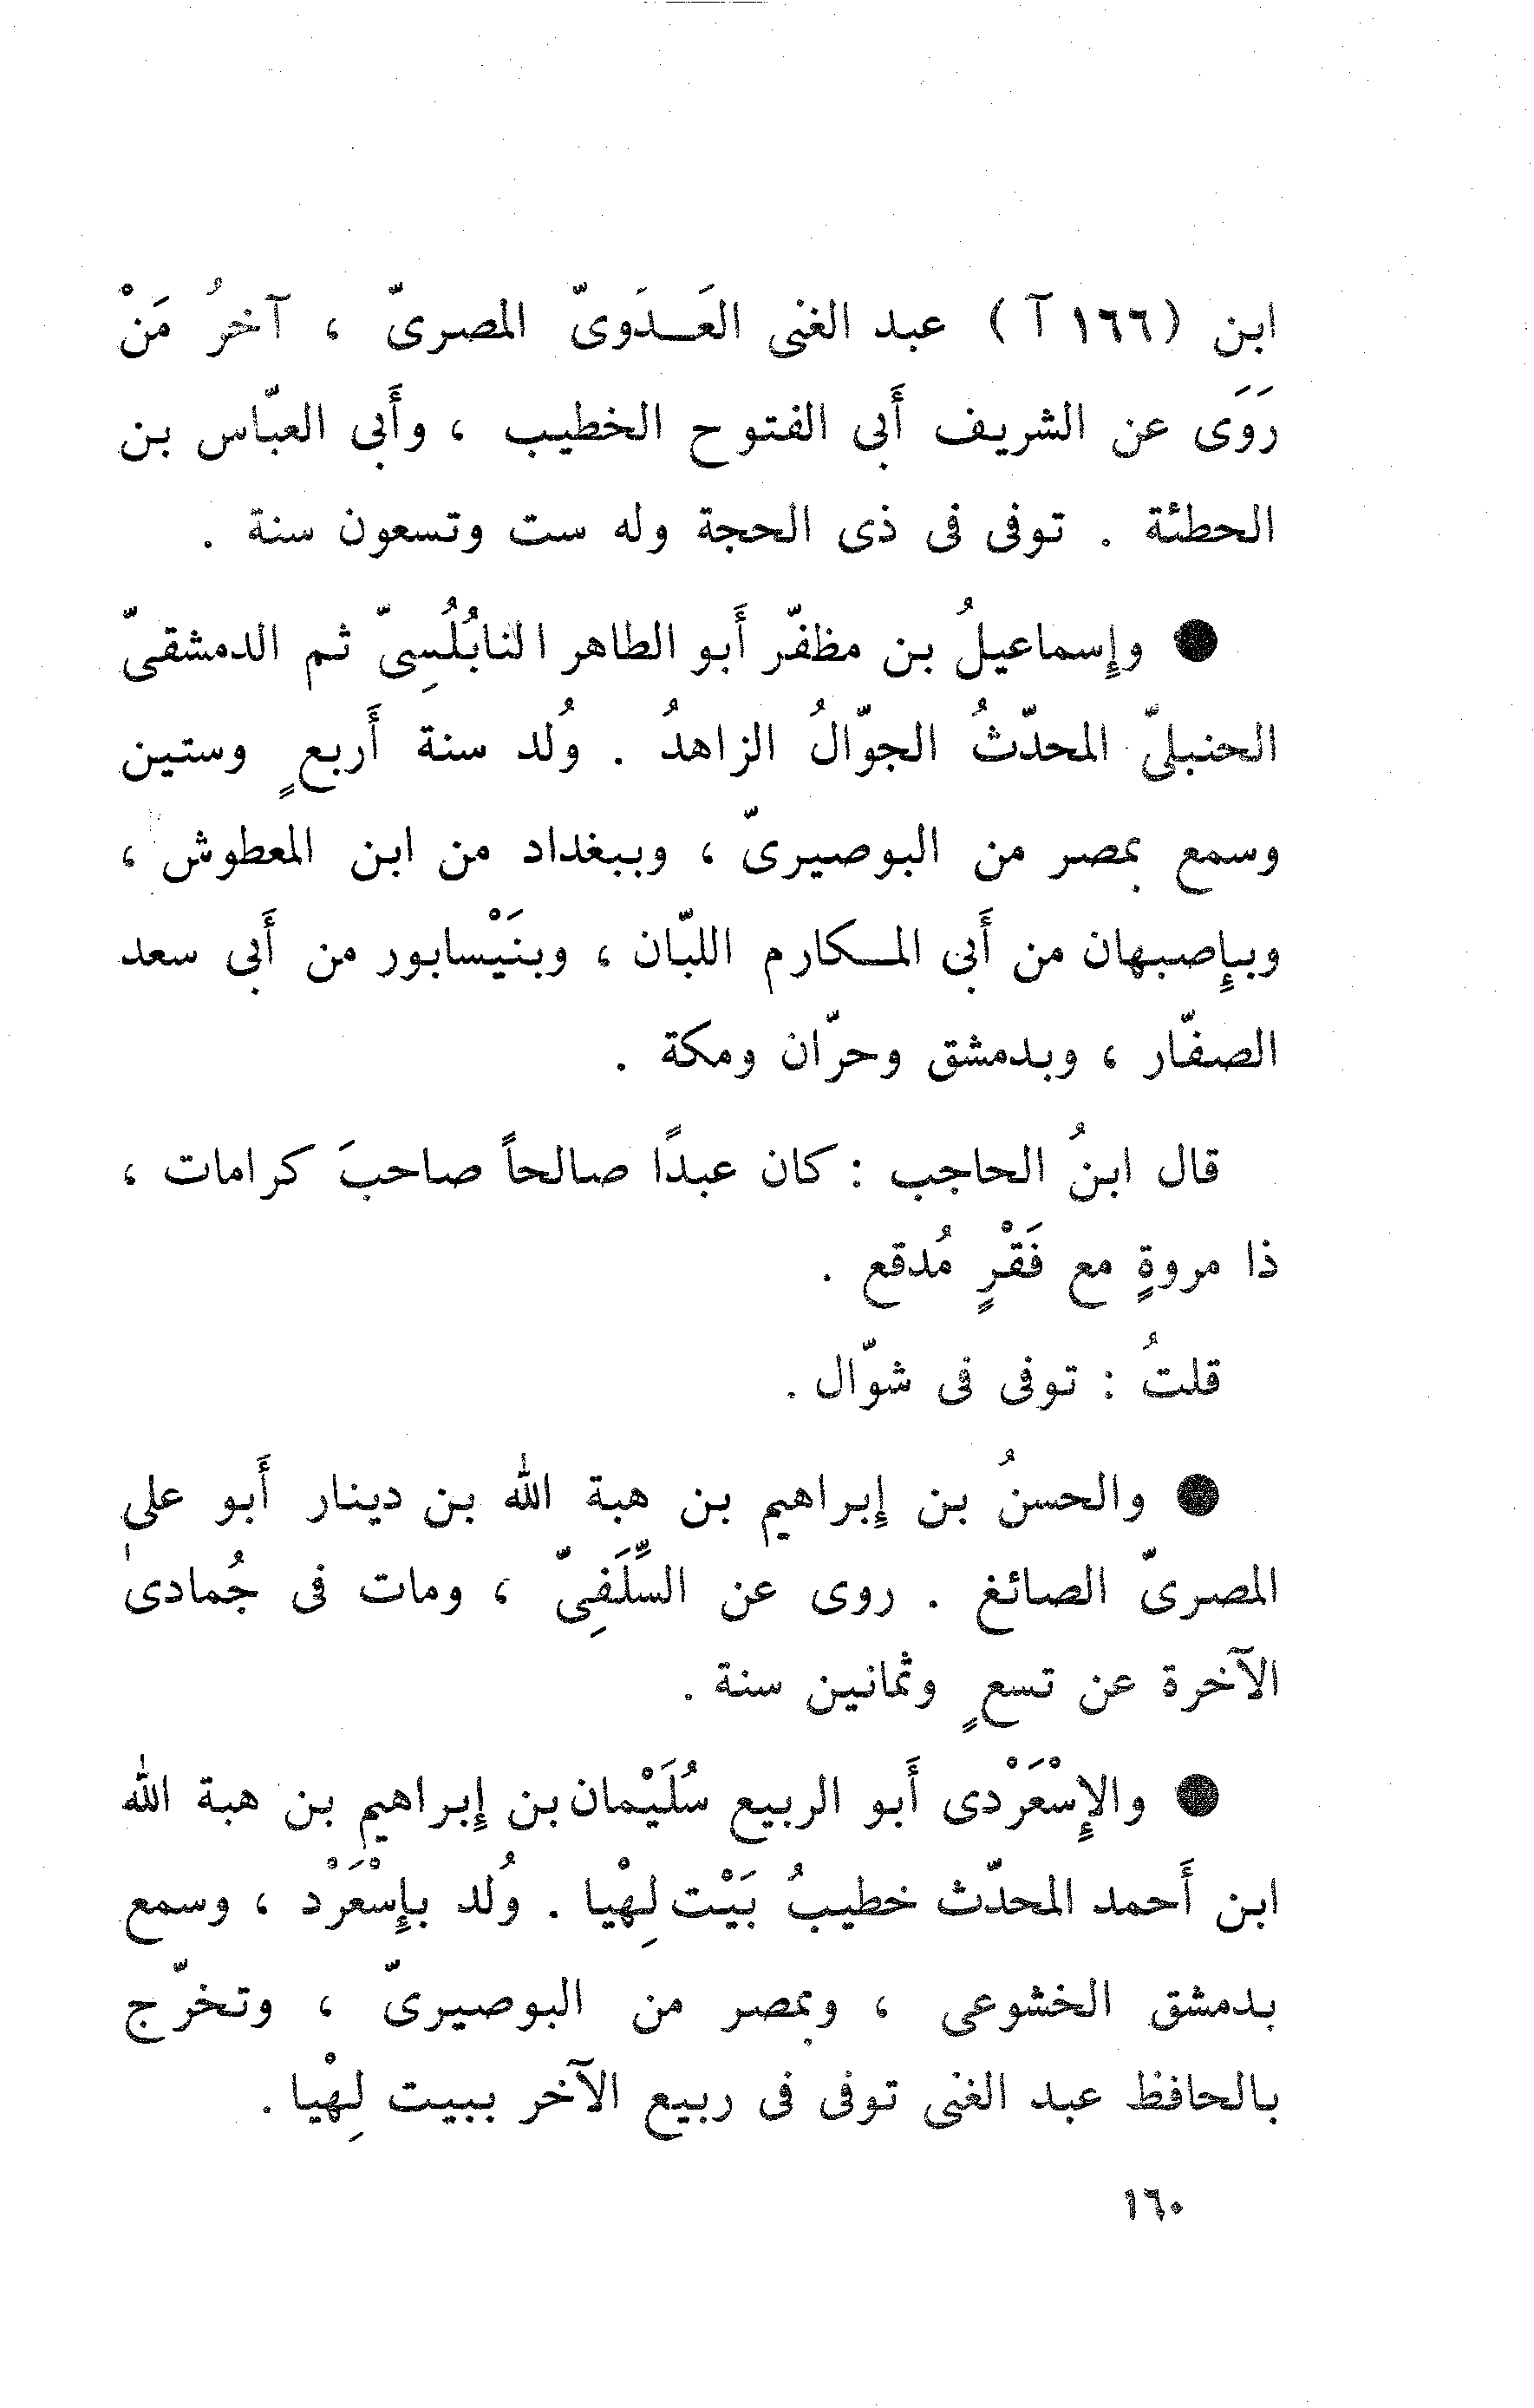 ابن (١٦٦ آ ) عبد الغنى العَـدَوىّ المصرىّ ، آخرُ مَنْ
رَوَى عن الشريف أَبى الفتوح الخطيب ، وأَبى العبّاس بن
الحطئة . توفى فى ذى الحجة وله ست وتسعون سنة .
● وإِسماعيلُ بن مظفّر أَبو الطاهر النابُلُسِىّ ثم الدمشقىّ
الحنبلىّ المحدّثُ الجوّالُ الزاهدُ . وُلد سنة أَربعٍ وستين
وسمع بمصر من البوصيرىّ ، وببغداد من ابن المعطوش ،
وبإِصبهان من أَبى المـكارم اللبّان ، وبنَيْسابور من أَبى سعد
الصفّار ، وبدمشق وحرّان ومكة .
قال ابنُ الحاجب : كان عبدًا صالحاً صاحبَ كرامات ،
ذا مروةٍ مع فَقْرٍ مُدقع .
قلتُ : توفى فى شوّال .
● والحسنُ بن إِبراهيم بن هبة الله بن دينار أَبو على
المصرىّ الصائغ . روى عن السِّلَفِىّ ، ومات فى جُمادىٰ
الآخرة عن تسعٍ وثمانين سنة .
● والإِسْعَرْدى أَبو الربيع سُلَيْمان بن إِبراهيم بن هبة الله
ابن أَحمد المحدّث خطيبُ بَيْت لِهْيا . وُلد بإِسْعَرْد ، وسمع
بدمشق الخشوعى ، وبمصر من البوصيرىّ ، وتخرّج
بالحافظ عبد الغنى توفى فى ربيع الآخر ببيت لِهْيا .
١٦٠